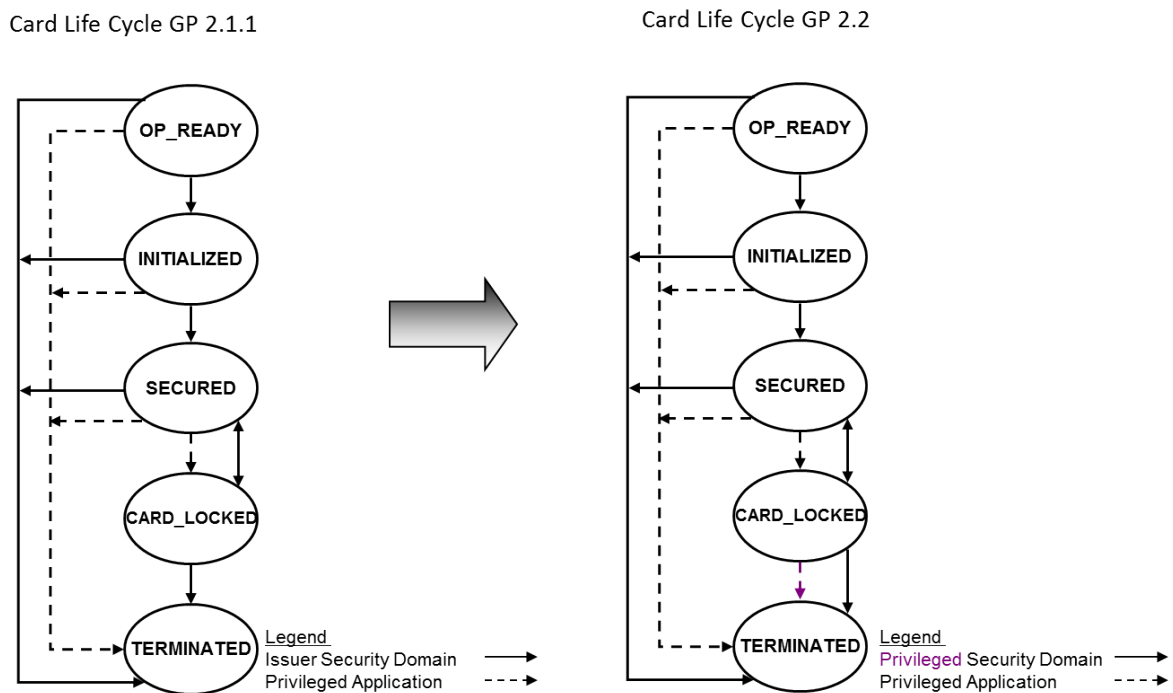 Card Life Cycle GP 2.1.1
OP_READY
INITIALIZED
SECURED
CARD_LOCKED
TERMINATED
Legend
Issuer Security Domain
Privileged Application
Card Life Cycle GP 2.2
OP_READY
INITIALIZED
SECURED
CARD_LOCKED
TERMINATED
Legend
Privileged Security Domain
Privileged Application